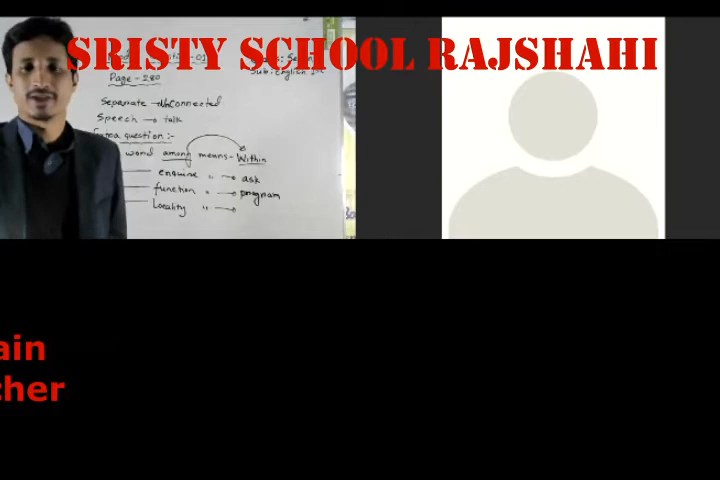 SRISTY SCHOOL RAJSHAHI
Page - 280
Sub: English 1st
Separate → UnConnected
Speech → talk
Extra question :-
word among means - Within
enquire " → ask
function " → program
Locality " →
ain
cher